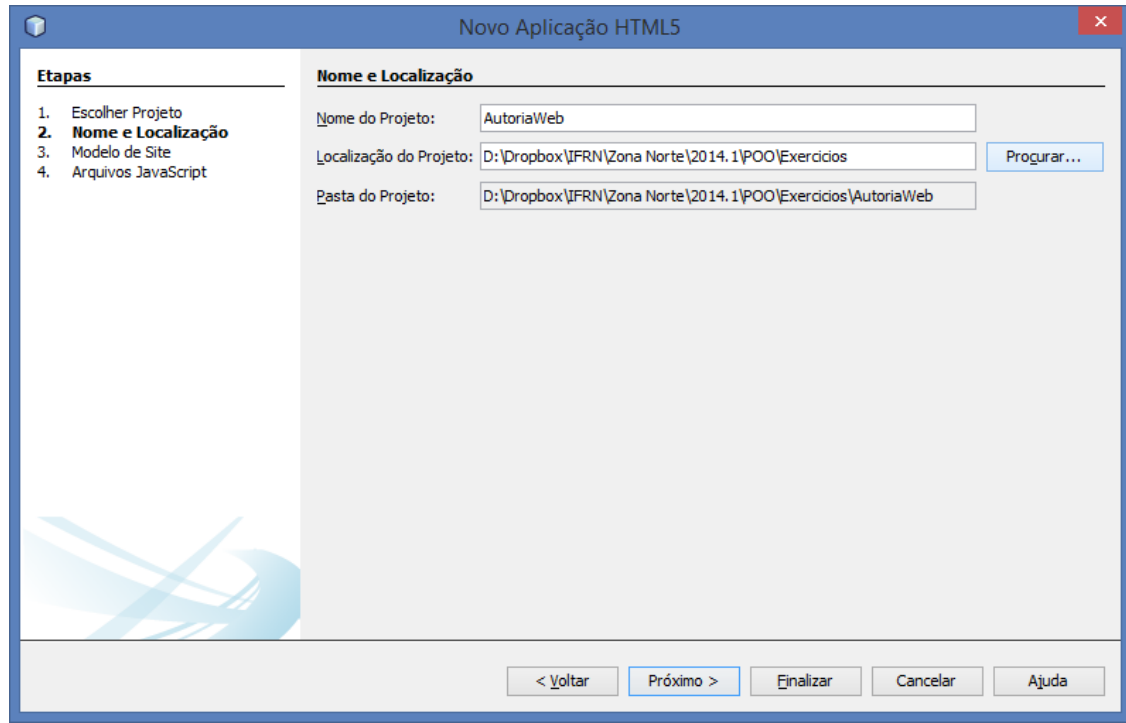 Novo Aplicação HTML5
Etapas
1. Escolher Projeto
2. Nome e Localização
3. Modelo de Site
4. Arquivos JavaScript
Nome e Localização
Nome do Projeto: AutoriaWeb
Localização do Projeto: D:\Dropbox\IFRN\Zona Norte\2014.1\POO\Exercicios Procurar...
Pasta do Projeto: D:\Dropbox\IFRN\Zona Norte\2014.1\POO\Exercicios\AutoriaWeb
< Voltar Próximo > Finalizar Cancelar Ajuda